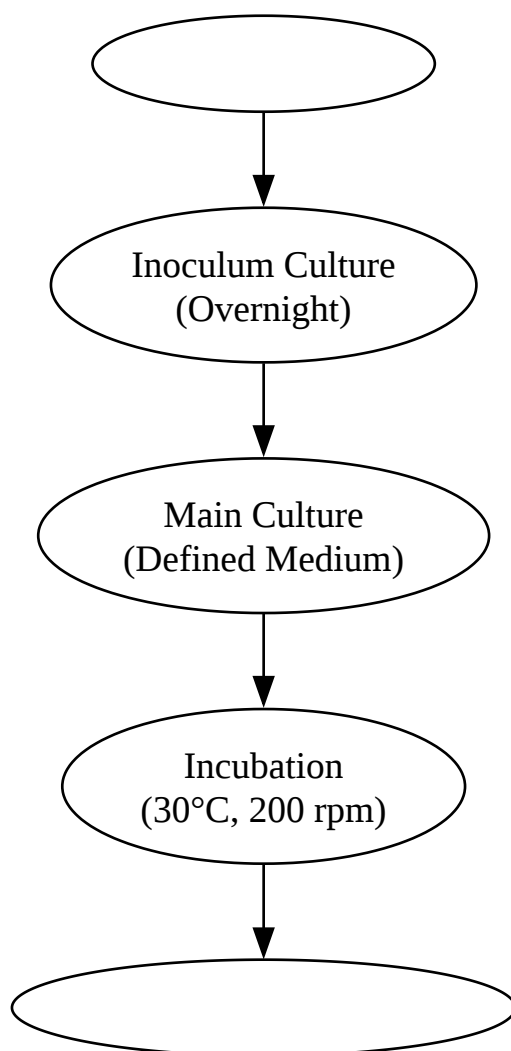 Inoculum Culture
(Overnight)
Main Culture
(Defined Medium)
Incubation
(30°C, 200 rpm)